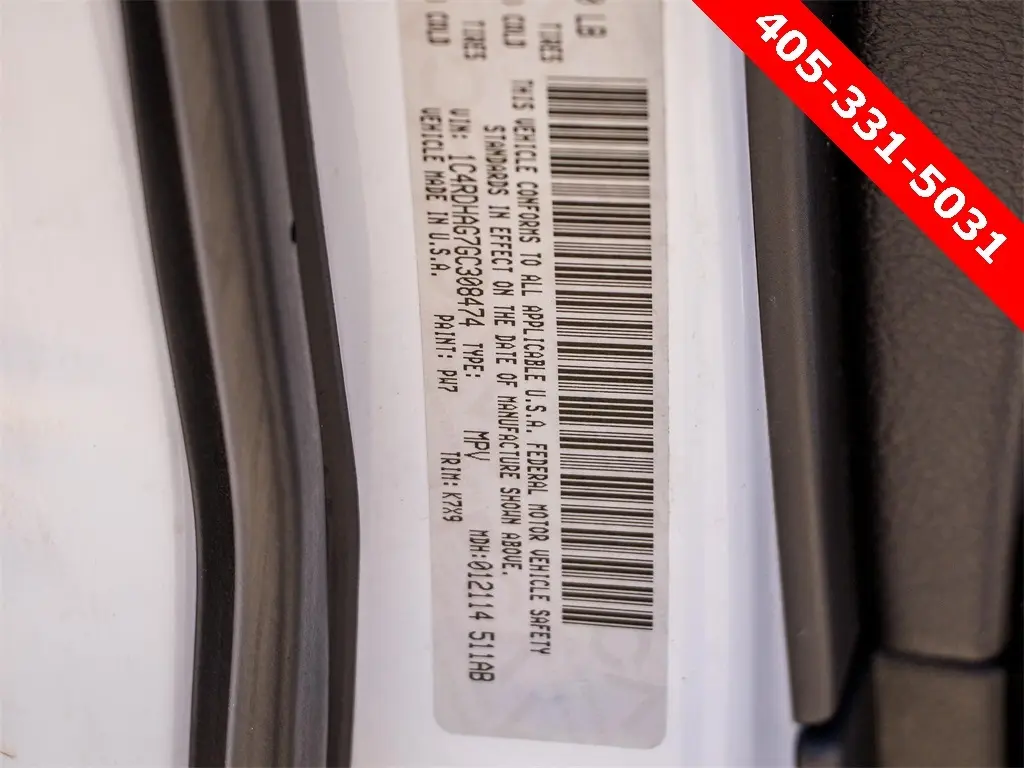 0 LB
TIRES
COLD
TIRES
COLD
THIS VEHICLE CONFORMS TO ALL APPLICABLE U.S.A. FEDERAL MOTOR VEHICLE SAFETY
STANDARDS IN EFFECT ON THE DATE OF MANUFACTURE SHOWN ABOVE.
VIN: 1C4RDHAG7GC308474 TYPE: MPV MDH:012114 511AB
VEHICLE MADE IN U.S.A. PAINT: PW7 TRIM: K7X9
405-331-5031